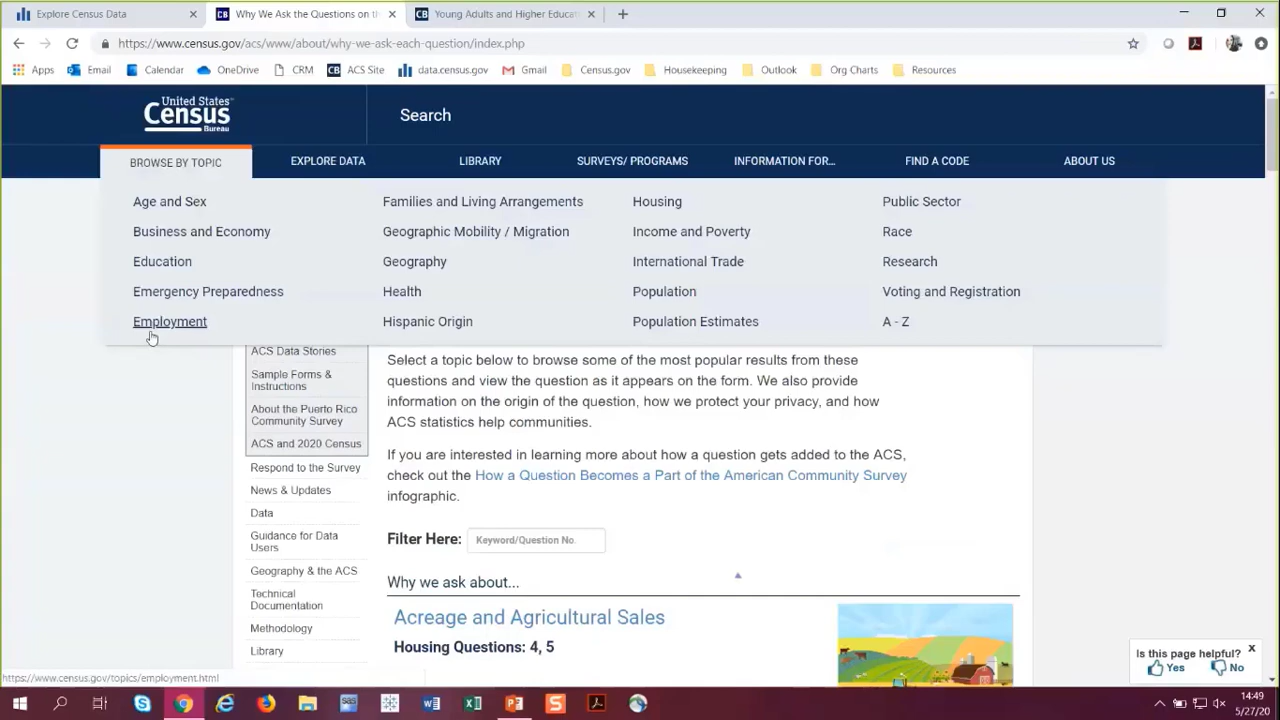 Explore Census Data
Why We Ask the Questions on th
Young Adults and Higher Educati
https://www.census.gov/acs/www/about/why-we-ask-each-question/index.php
Apps
Email
Calendar
OneDrive
CRM
ACS Site
data.census.gov
Gmail
Census.gov
Housekeeping
Outlook
Org Charts
Resources
United States
Census
Bureau
Search
BROWSE BY TOPIC
EXPLORE DATA
LIBRARY
SURVEYS/ PROGRAMS
INFORMATION FOR...
FIND A CODE
ABOUT US
Age and Sex
Business and Economy
Education
Emergency Preparedness
Employment
Families and Living Arrangements
Geographic Mobility / Migration
Geography
Health
Hispanic Origin
Housing
Income and Poverty
International Trade
Population
Population Estimates
Public Sector
Race
Research
Voting and Registration
A - Z
ACS Data Stories
Sample Forms &
Instructions
About the Puerto Rico
Community Survey
ACS and 2020 Census
Respond to the Survey
News & Updates
Data
Guidance for Data
Users
Geography & the ACS
Technical
Documentation
Methodology
Library
Select a topic below to browse some of the most popular results from these
questions and view the question as it appears on the form. We also provide
information on the origin of the question, how we protect your privacy, and how
ACS statistics help communities.
If you are interested in learning more about how a question gets added to the ACS,
check out the How a Question Becomes a Part of the American Community Survey
infographic.
Filter Here:
Keyword/Question No.
Why we ask about...
Acreage and Agricultural Sales
Housing Questions: 4, 5
Is this page helpful?
X
Yes
No
https://www.census.gov/topics/employment.html
14:49
5/27/20